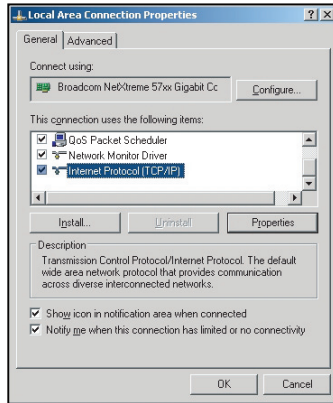 Local Area Connection Properties
General Advanced
Connect using:
Broadcom NetXtreme 57xx Gigabit Cc Configure...
This connection uses the following items:
QoS Packet Scheduler
Network Monitor Driver
Internet Protocol (TCP/IP)
Install... Uninstall Properties
Description
Transmission Control Protocol/Internet Protocol. The default
wide area network protocol that provides communication
across diverse interconnected networks.
Show icon in notification area when connected
Notify me when this connection has limited or no connectivity
OK Cancel